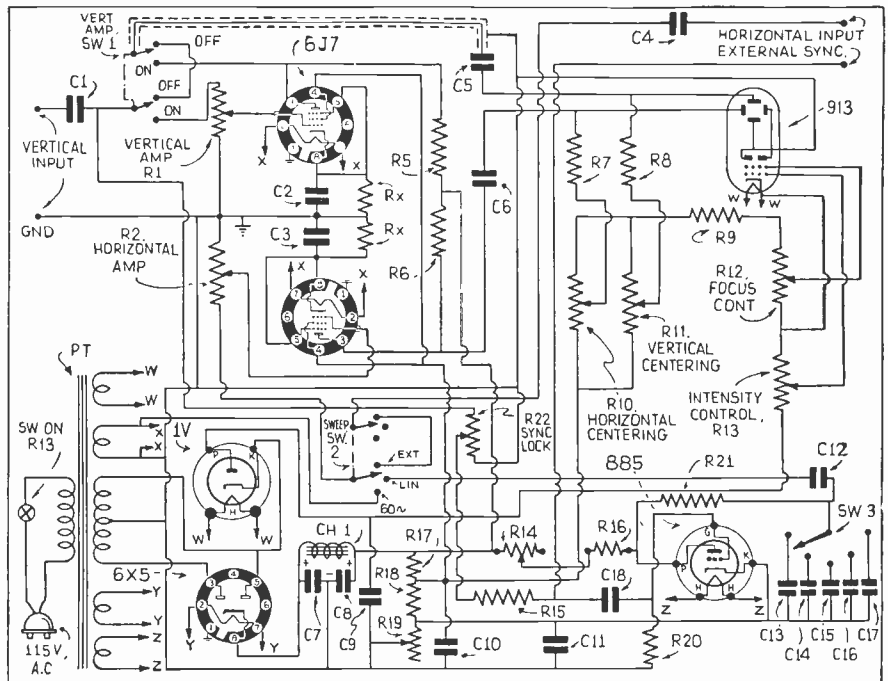 VERT.
AMP.
SW 1
OFF
ON
OFF
ON
6J7
C4
HORIZONTAL INPUT
EXTERNAL SYNC.
C1
C5
913
VERTICAL
INPUT
VERTICAL
AMP
R1
X
X
R5
R7
R8
C2
Rx
C6
W
W
GND
R2,
HORIZONTAL
AMP
C3
Rx
R9
X
X
R6
R12,
FOCUS
CONT
R11,
VERTICAL
CENTERING
PT
W
W
SW ON
R13
1V
X
X
SWEEP
SW.
2
R22
SYNC
LOCK
R10,
HORIZONTAL
CENTERING
INTENSITY
CONTROL,
R13
P
K
H
W
W
EXT
LIN
60~
885
R21
C12
SW 3
CH 1
R17
R14
R16
G
P
K
H
H
Z
Z
6X5
Y
Y
Z
Z
115V,
A.C
Y
Y
C7
C8
C9
R18
R19
R15
C18
C10
C11
R20
C13
C14
C15
C16
C17